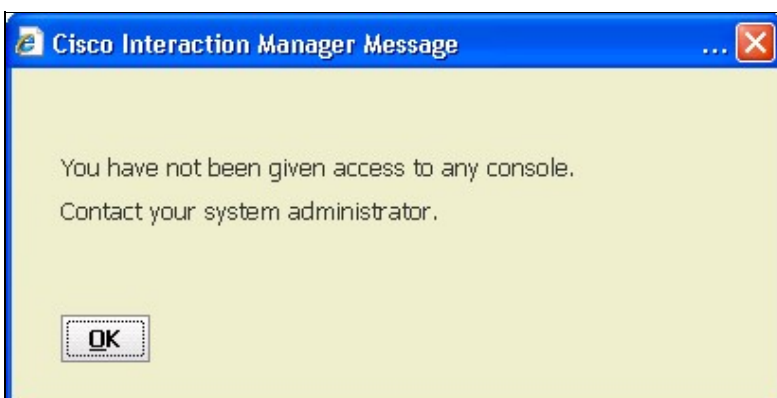 Cisco Interaction Manager Message ...
You have not been given access to any console.
Contact your system administrator.
OK